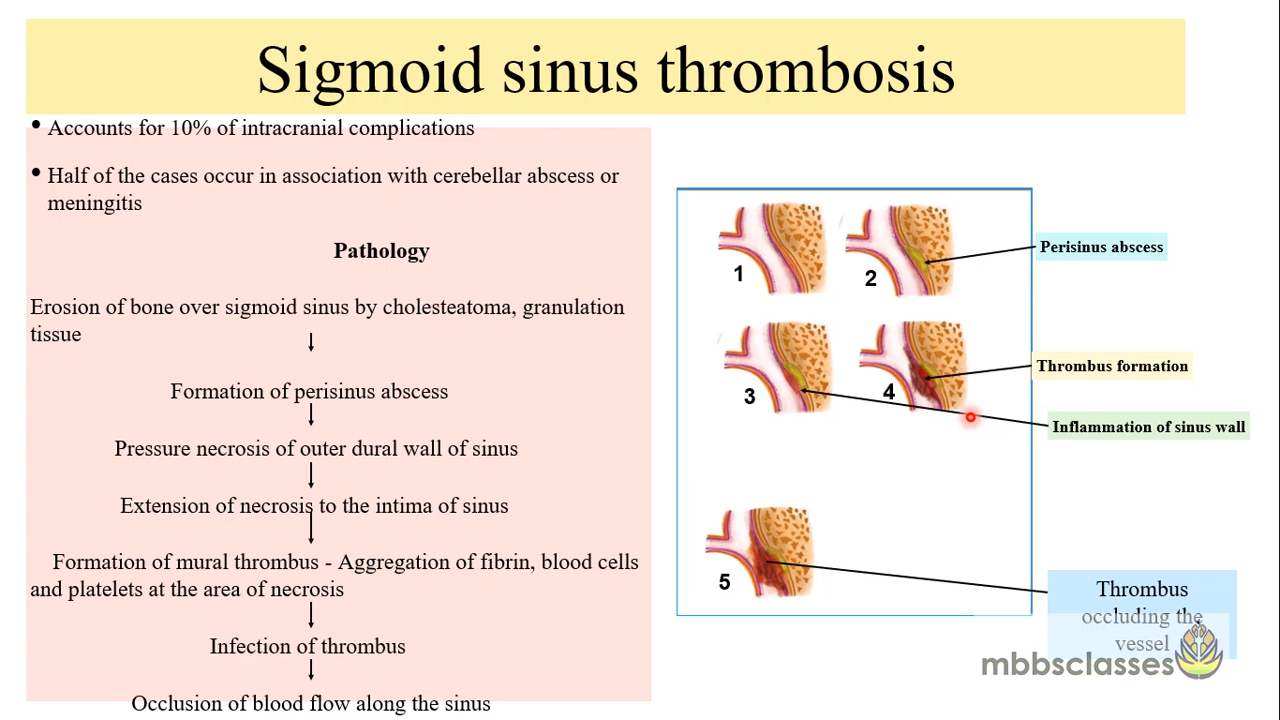 Sigmoid sinus thrombosis
• Accounts for 10% of intracranial complications
• Half of the cases occur in association with cerebellar abscess or
meningitis
Pathology
Erosion of bone over sigmoid sinus by cholesteatoma, granulation
tissue
Formation of perisinus abscess
Pressure necrosis of outer dural wall of sinus
Extension of necrosis to the intima of sinus
Formation of mural thrombus - Aggregation of fibrin, blood cells
and platelets at the area of necrosis
Infection of thrombus
Occlusion of blood flow along the sinus
1
2
Perisinus abscess
3
4
Thrombus formation
Inflammation of sinus wall
5
Thrombus
occluding the
vessel
mbbsclasses